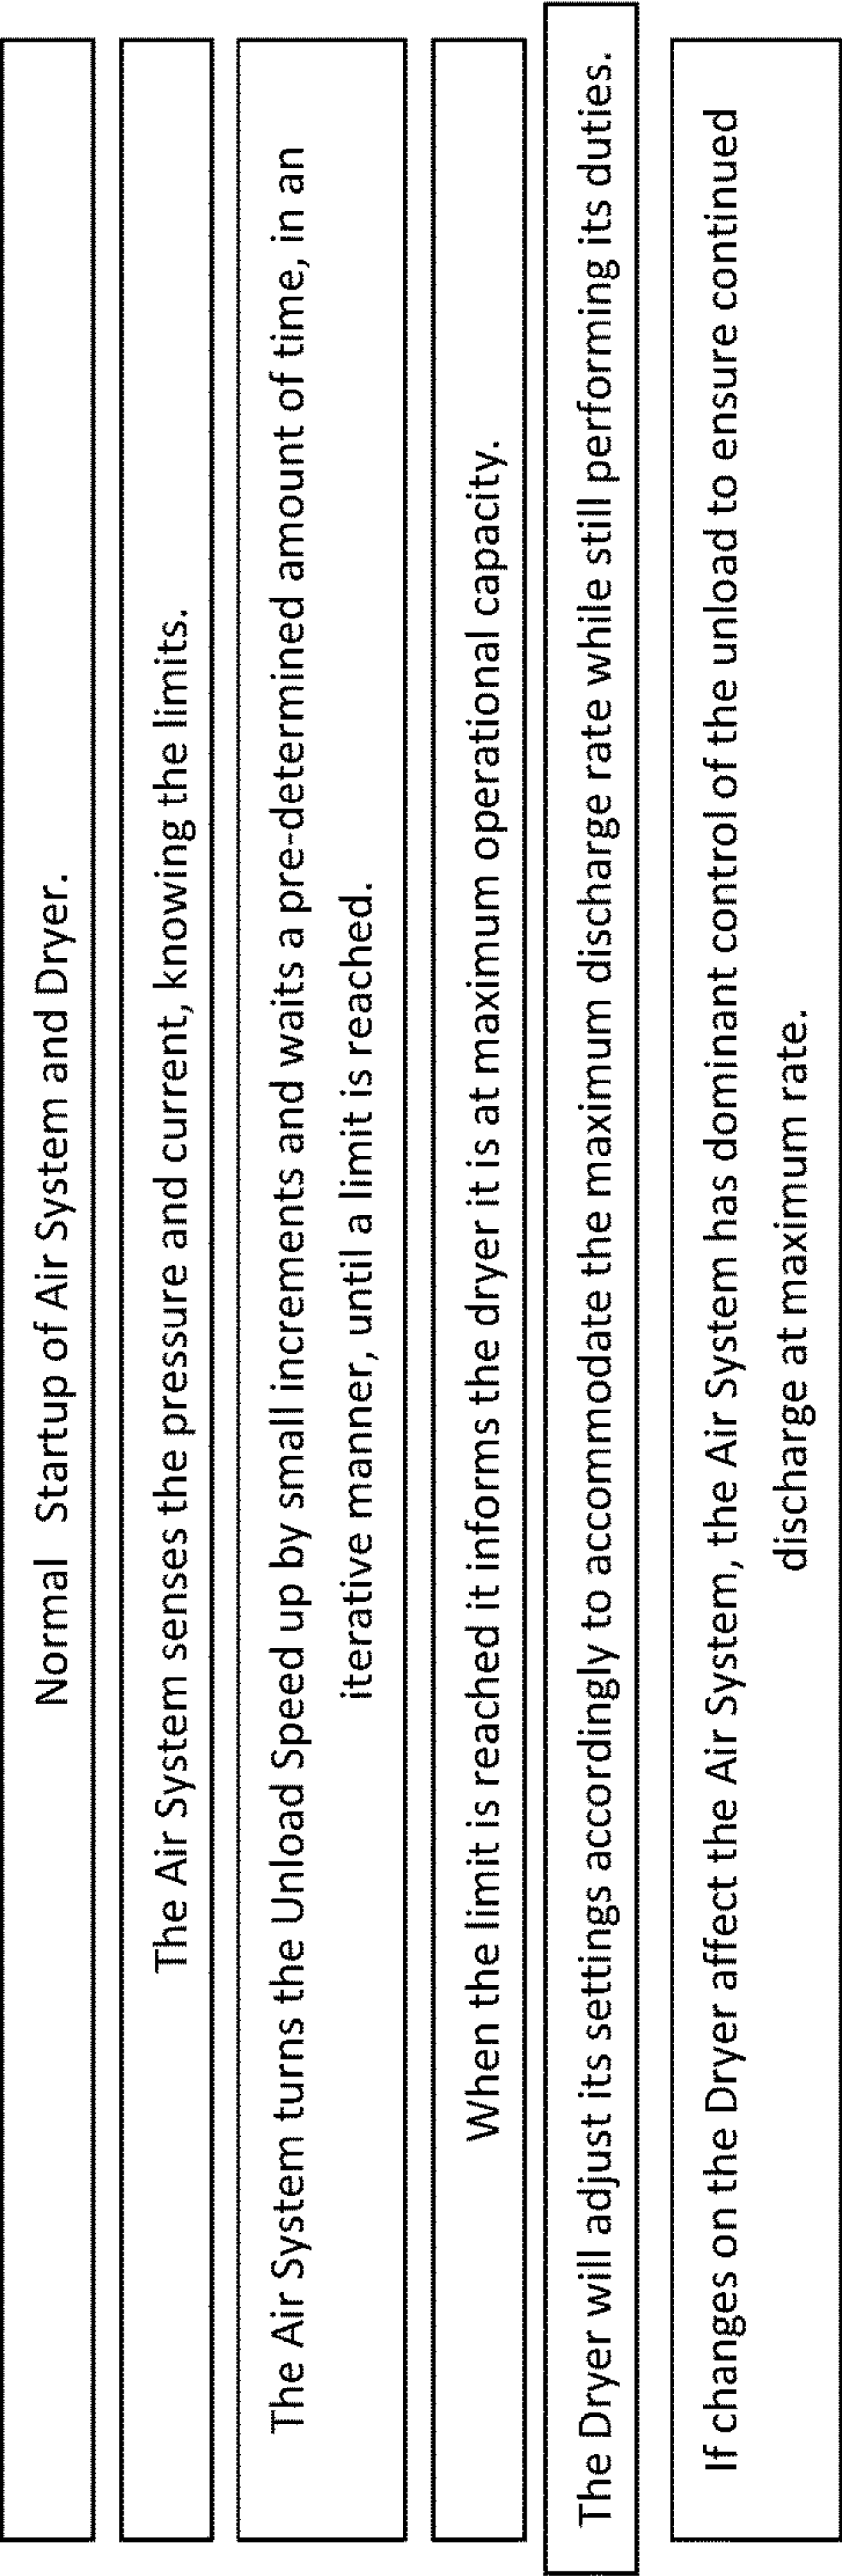 Normal Startup of Air System and Dryer.
The Air System senses the pressure and current, knowing the limits.
The Air System turns the Unload Speed up by small increments and waits a pre-determined amount of time, in an
iterative manner, until a limit is reached.
When the limit is reached it informs the dryer it is at maximum operational capacity.
The Dryer will adjust its settings accordingly to accommodate the maximum discharge rate while still performing its duties.
If changes on the Dryer affect the Air System, the Air System has dominant control of the unload to ensure continued
discharge at maximum rate.